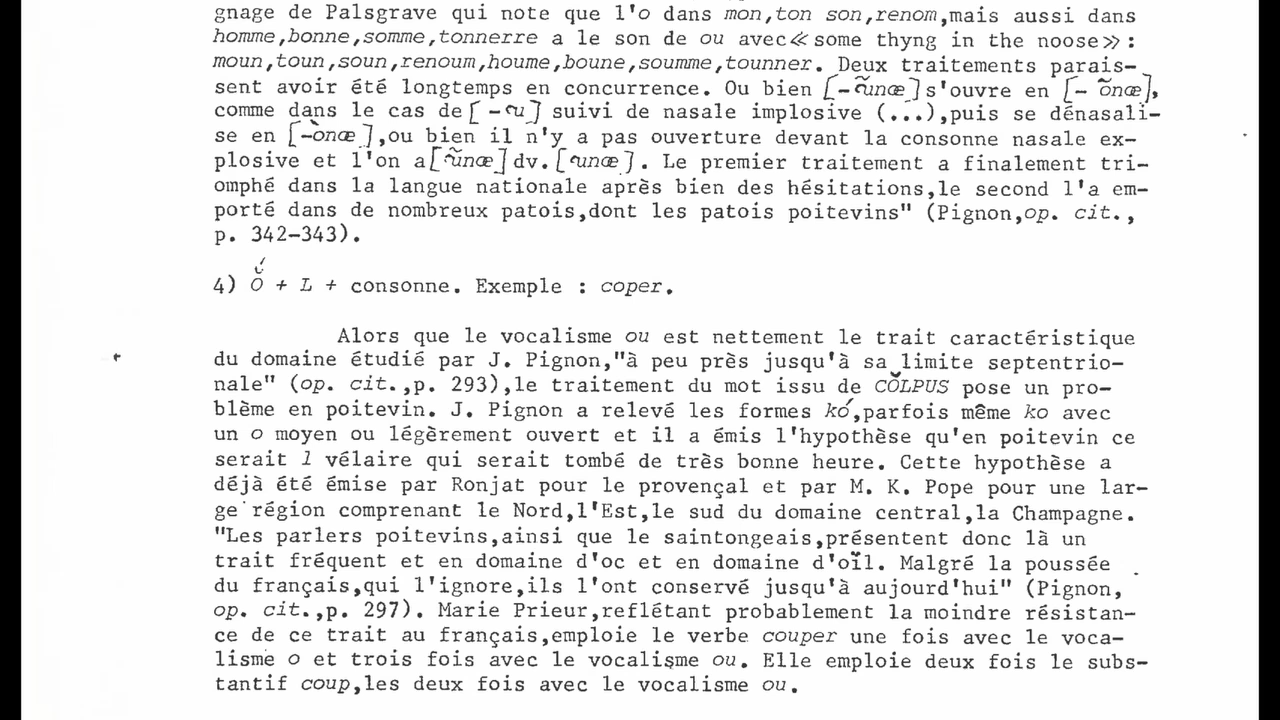 gnage de Palsgrave qui note que l'o dans mon,ton son,renom,mais aussi dans
homme,bonne,somme,tonnerre a le son de ou avec≪some thyng in the noose≫:
moun,toun,soun,renoum,houme,boune,soumme,tounner. Deux traitements parais-
sent avoir été longtemps en concurrence. Ou bien [-ũnœ]s'ouvre en [- õnœ],
comme dans le cas de [-u] suivi de nasale implosive (...),puis se dénasali-
se en [-ònœ],ou bien il n'y a pas ouverture devant la consonne nasale ex-
plosive et l'on a[ũnœ]dv.[unœ]. Le premier traitement a finalement tri-
omphé dans la langue nationale après bien des hésitations,le second l'a em-
porté dans de nombreux patois,dont les patois poitevins" (Pignon,op. cit.,
p. 342-343).
4) Ŏ́ + L + consonne. Exemple : coper.
Alors que le vocalisme ou est nettement le trait caractéristique
du domaine étudié par J. Pignon,"à peu près jusqu'à sa limite septentrio-
nale" (op. cit.,p. 293),le traitement du mot issu de CŎLPUS pose un pro-
blème en poitevin. J. Pignon a relevé les formes kó,parfois même ko avec
un o moyen ou légèrement ouvert et il a émis l'hypothèse qu'en poitevin ce
serait l vélaire qui serait tombé de très bonne heure. Cette hypothèse a
déjà été émise par Ronjat pour le provençal et par M. K. Pope pour une lar-
ge région comprenant le Nord,l'Est,le sud du domaine central,la Champagne.
"Les parlers poitevins,ainsi que le saintongeais,présentent donc là un
trait fréquent et en domaine d'oc et en domaine d'oïl. Malgré la poussée
du français,qui l'ignore,ils l'ont conservé jusqu'à aujourd'hui" (Pignon,
op. cit.,p. 297). Marie Prieur,reflétant probablement la moindre résistan-
ce de ce trait au français,emploie le verbe couper une fois avec le voca-
lisme o et trois fois avec le vocalisme ou. Elle emploie deux fois le subs-
tantif coup,les deux fois avec le vocalisme ou.